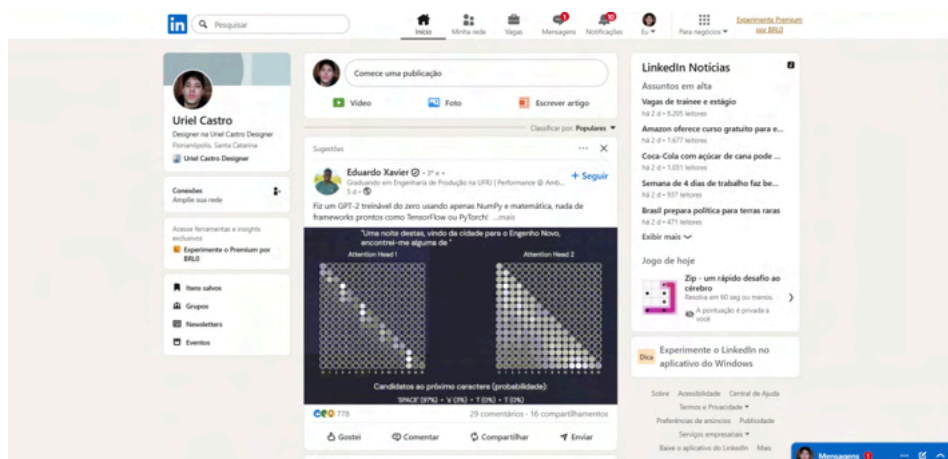 in
Pesquisar
Início
Minha rede
Vagas
1
Mensagens
10
Notificações
Eu
Para negócios
Experimente Premium
por BRL0
Uriel Castro
Designer na Uriel Castro Designer
Florianópolis, Santa Catarina
Uriel Castro Designer
Conexões
Amplie sua rede
Acesse ferramentas e insights
exclusivos
Experimente o Premium por
BRL0
Itens salvos
Grupos
Newsletters
Eventos
Comece uma publicação
Vídeo
Foto
Escrever artigo
Classificar por: Populares
Sugestões
Eduardo Xavier • 3º e +
Graduando em Engenharia de Produção na UFRJ | Performance @ Amb...
5 d •
+ Seguir
Fiz um GPT-2 treinável do zero usando apenas NumPy e matemática, nada de
frameworks prontos como TensorFlow ou PyTorch! ...mais
"Uma noite destas, vindo da cidade para o Engenho Novo,
encontrei-me alguma de "
Attention Head 1
Attention Head 2
Candidatos ao próximo caractere (probabilidade):
778
29 comentários · 16 compartilhamentos
Gostei
Comentar
Compartilhar
Enviar
LinkedIn Notícias
Assuntos em alta
Vagas de trainee e estágio
há 2 d • 8.205 leitores
Amazon oferece curso gratuito para e...
há 2 d • 1.677 leitores
Coca-Cola com açúcar de cana pode ...
há 2 d • 1.031 leitores
Semana de 4 dias de trabalho faz be...
há 2 d • 937 leitores
Brasil prepara política para terras raras
há 2 d • 471 leitores
Exibir mais
Jogo de hoje
Zip - um rápido desafio ao
cérebro
Resolva em 60 seg ou menos.
A pontuação é privada a
você
Dica
Experimente o LinkedIn no
aplicativo do Windows
Sobre
Acessibilidade
Central de Ajuda
Termos e Privacidade
Preferências de anúncios
Publicidade
Serviços empresariais
Baixe o aplicativo do LinkedIn
Mais
Mensagens
1